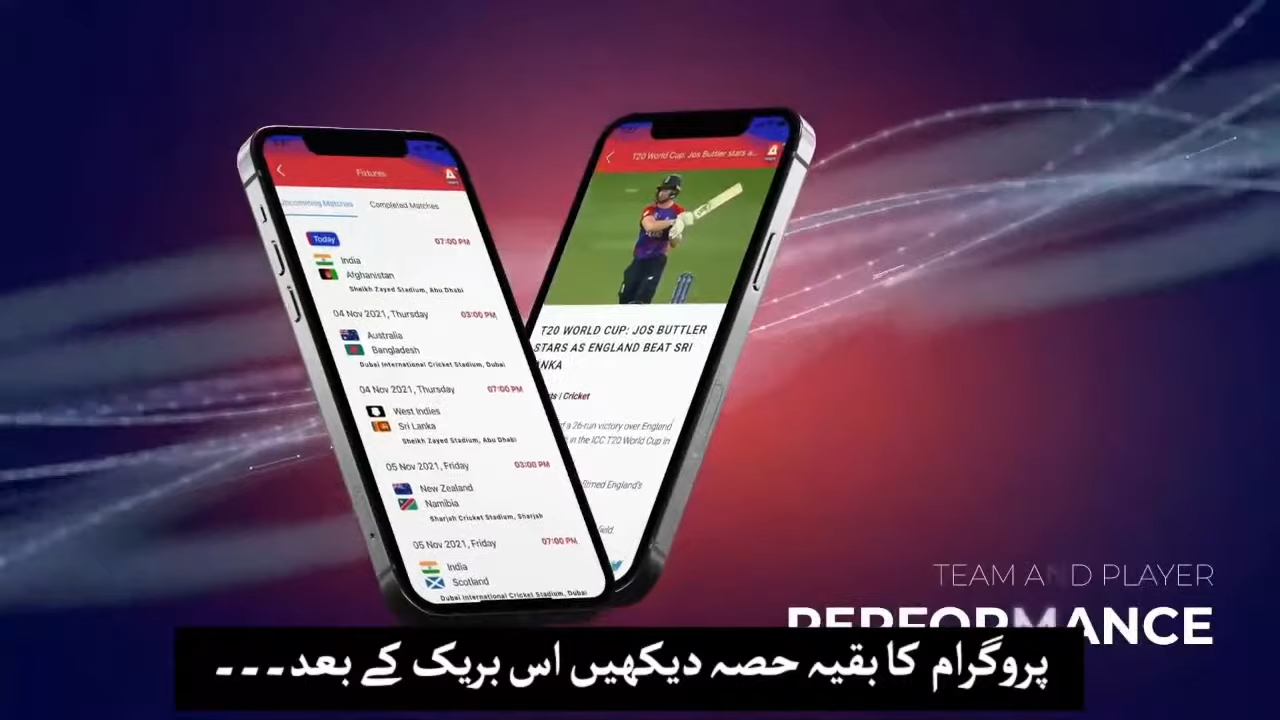 Fixtures
Upcomming Matches Completed Matches
Today 07:00 PM
India
Afghanistan
Sheikh Zayed Stadium, Abu Dhabi
04 Nov 2021, Thursday 03:00 PM
Australia
Bangladesh
Dubai International Cricket Stadium, Dubai
04 Nov 2021, Thursday 07:00 PM
West Indies
Sri Lanka
Sheikh Zayed Stadium, Abu Dhabi
05 Nov 2021, Friday 03:00 PM
New Zealand
Namibia
Sharjah Cricket Stadium, Sharjah
05 Nov 2021, Friday 07:00 PM
India
Scotland
Dubai International Cricket Stadium, Dubai
T20 World Cup: Jos Buttler stars a...
T20 WORLD CUP: JOS BUTTLER
STARS AS ENGLAND BEAT SRI
ANKA
ts | Cricket
f a 26-run victory over England
in the ICC T20 World Cup in
England's
field.
TEAM AND PLAYER
PERFORMANCE
پروگرام کا بقیہ حصہ دیکھیں اس بریک کے بعد۔۔۔